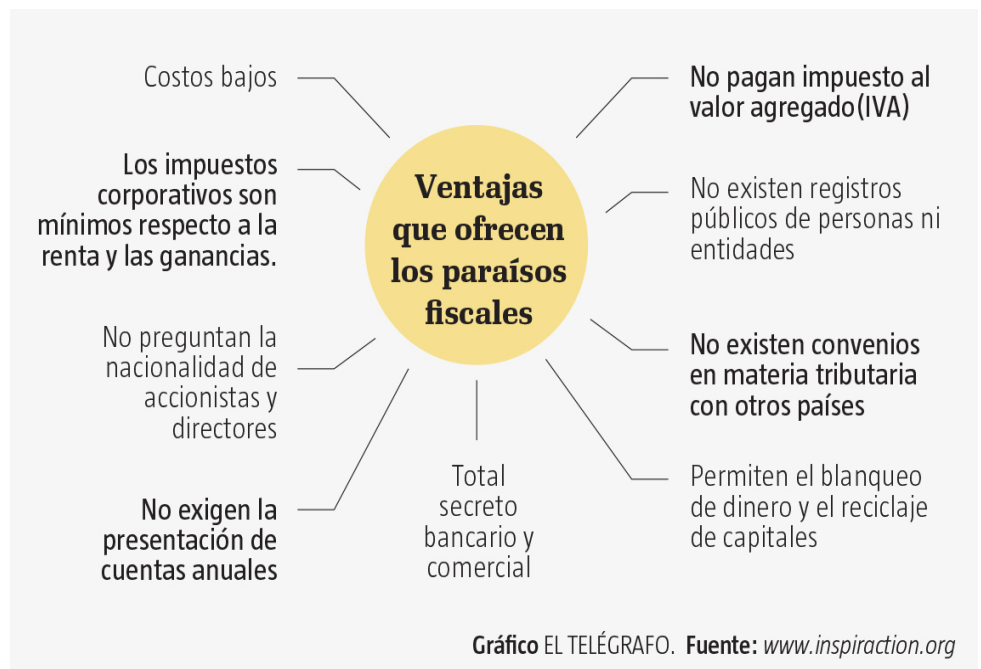 Ventajas
que ofrecen
los paraísos
fiscales
Costos bajos
Los impuestos
corporativos son
mínimos respecto a la
renta y las ganancias.
No preguntan la
nacionalidad de
accionistas y
directores
No exigen la
presentación de
cuentas anuales
Total
secreto
bancario y
comercial
No pagan impuesto al
valor agregado(IVA)
No existen registros
públicos de personas ni
entidades
No existen convenios
en materia tributaria
con otros países
Permiten el blanqueo
de dinero y el reciclaje
de capitales
Gráfico EL TELÉGRAFO. Fuente: www.inspiraction.org